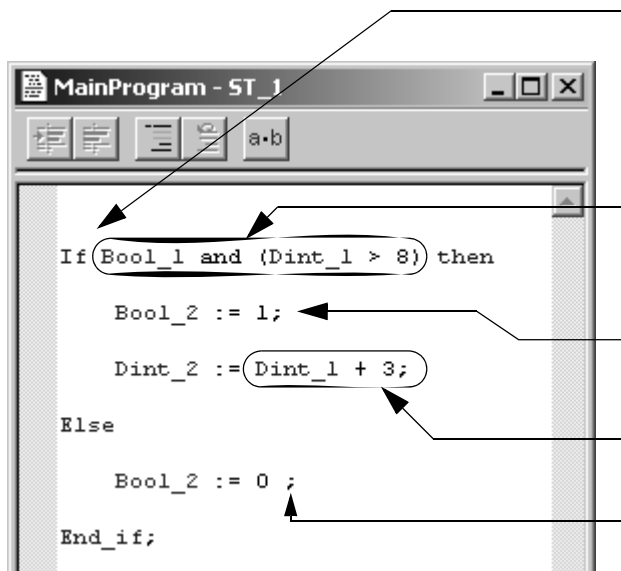 MainProgram - ST_1
a•b
If Bool_1 and (Dint_1 > 8) then
Bool_2 := 1;
Dint_2 := Dint_1 + 3;
Else
Bool_2 := 0 ;
End_if;